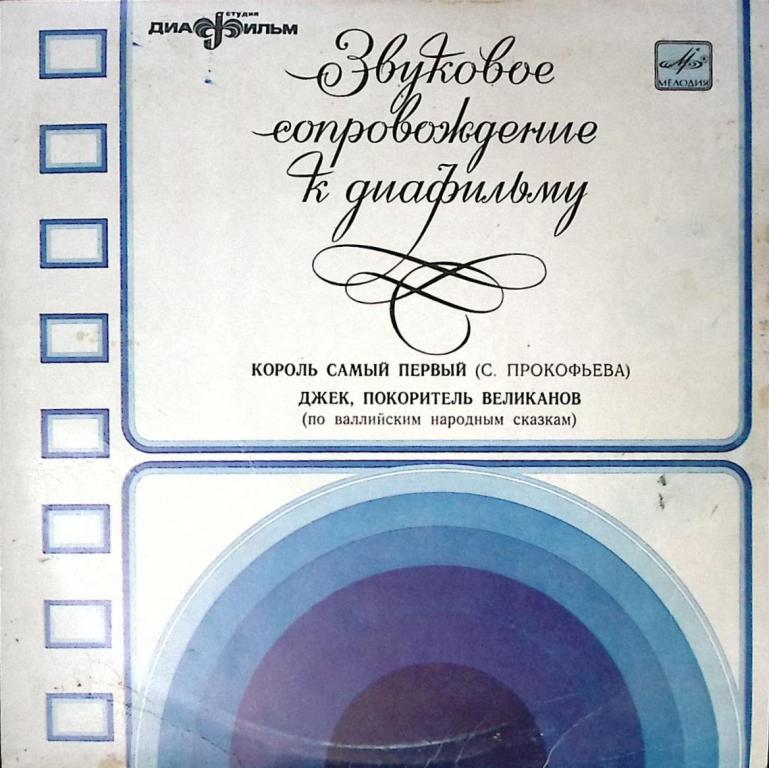 студия
ДИАФИЛЬМ
МЕЛОДИЯ
Звуковое
сопровождение
к диафильму
КОРОЛЬ САМЫЙ ПЕРВЫЙ (С. ПРОКОФЬЕВА)
ДЖЕК, ПОКОРИТЕЛЬ ВЕЛИКАНОВ
(по валлийским народным сказкам)